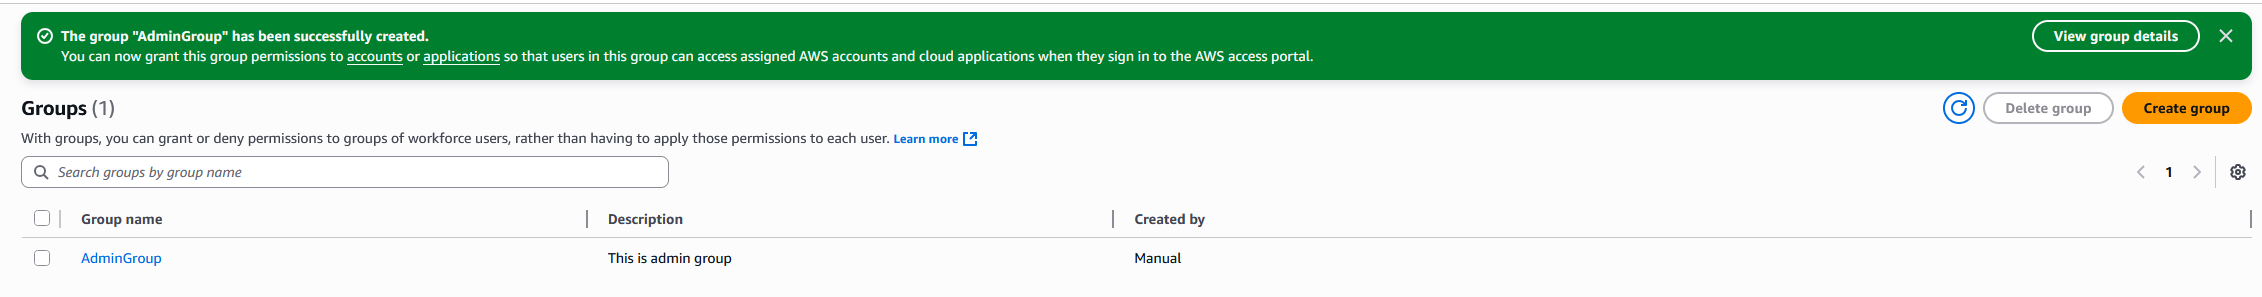 The group "AdminGroup" has been successfully created.
You can now grant this group permissions to accounts or applications so that users in this group can access assigned AWS accounts and cloud applications when they sign in to the AWS access portal.
View group details
Groups (1)
Delete group
Create group
With groups, you can grant or deny permissions to groups of workforce users, rather than having to apply those permissions to each user. Learn more
Search groups by group name
1
Group name Description Created by
AdminGroup This is admin group Manual